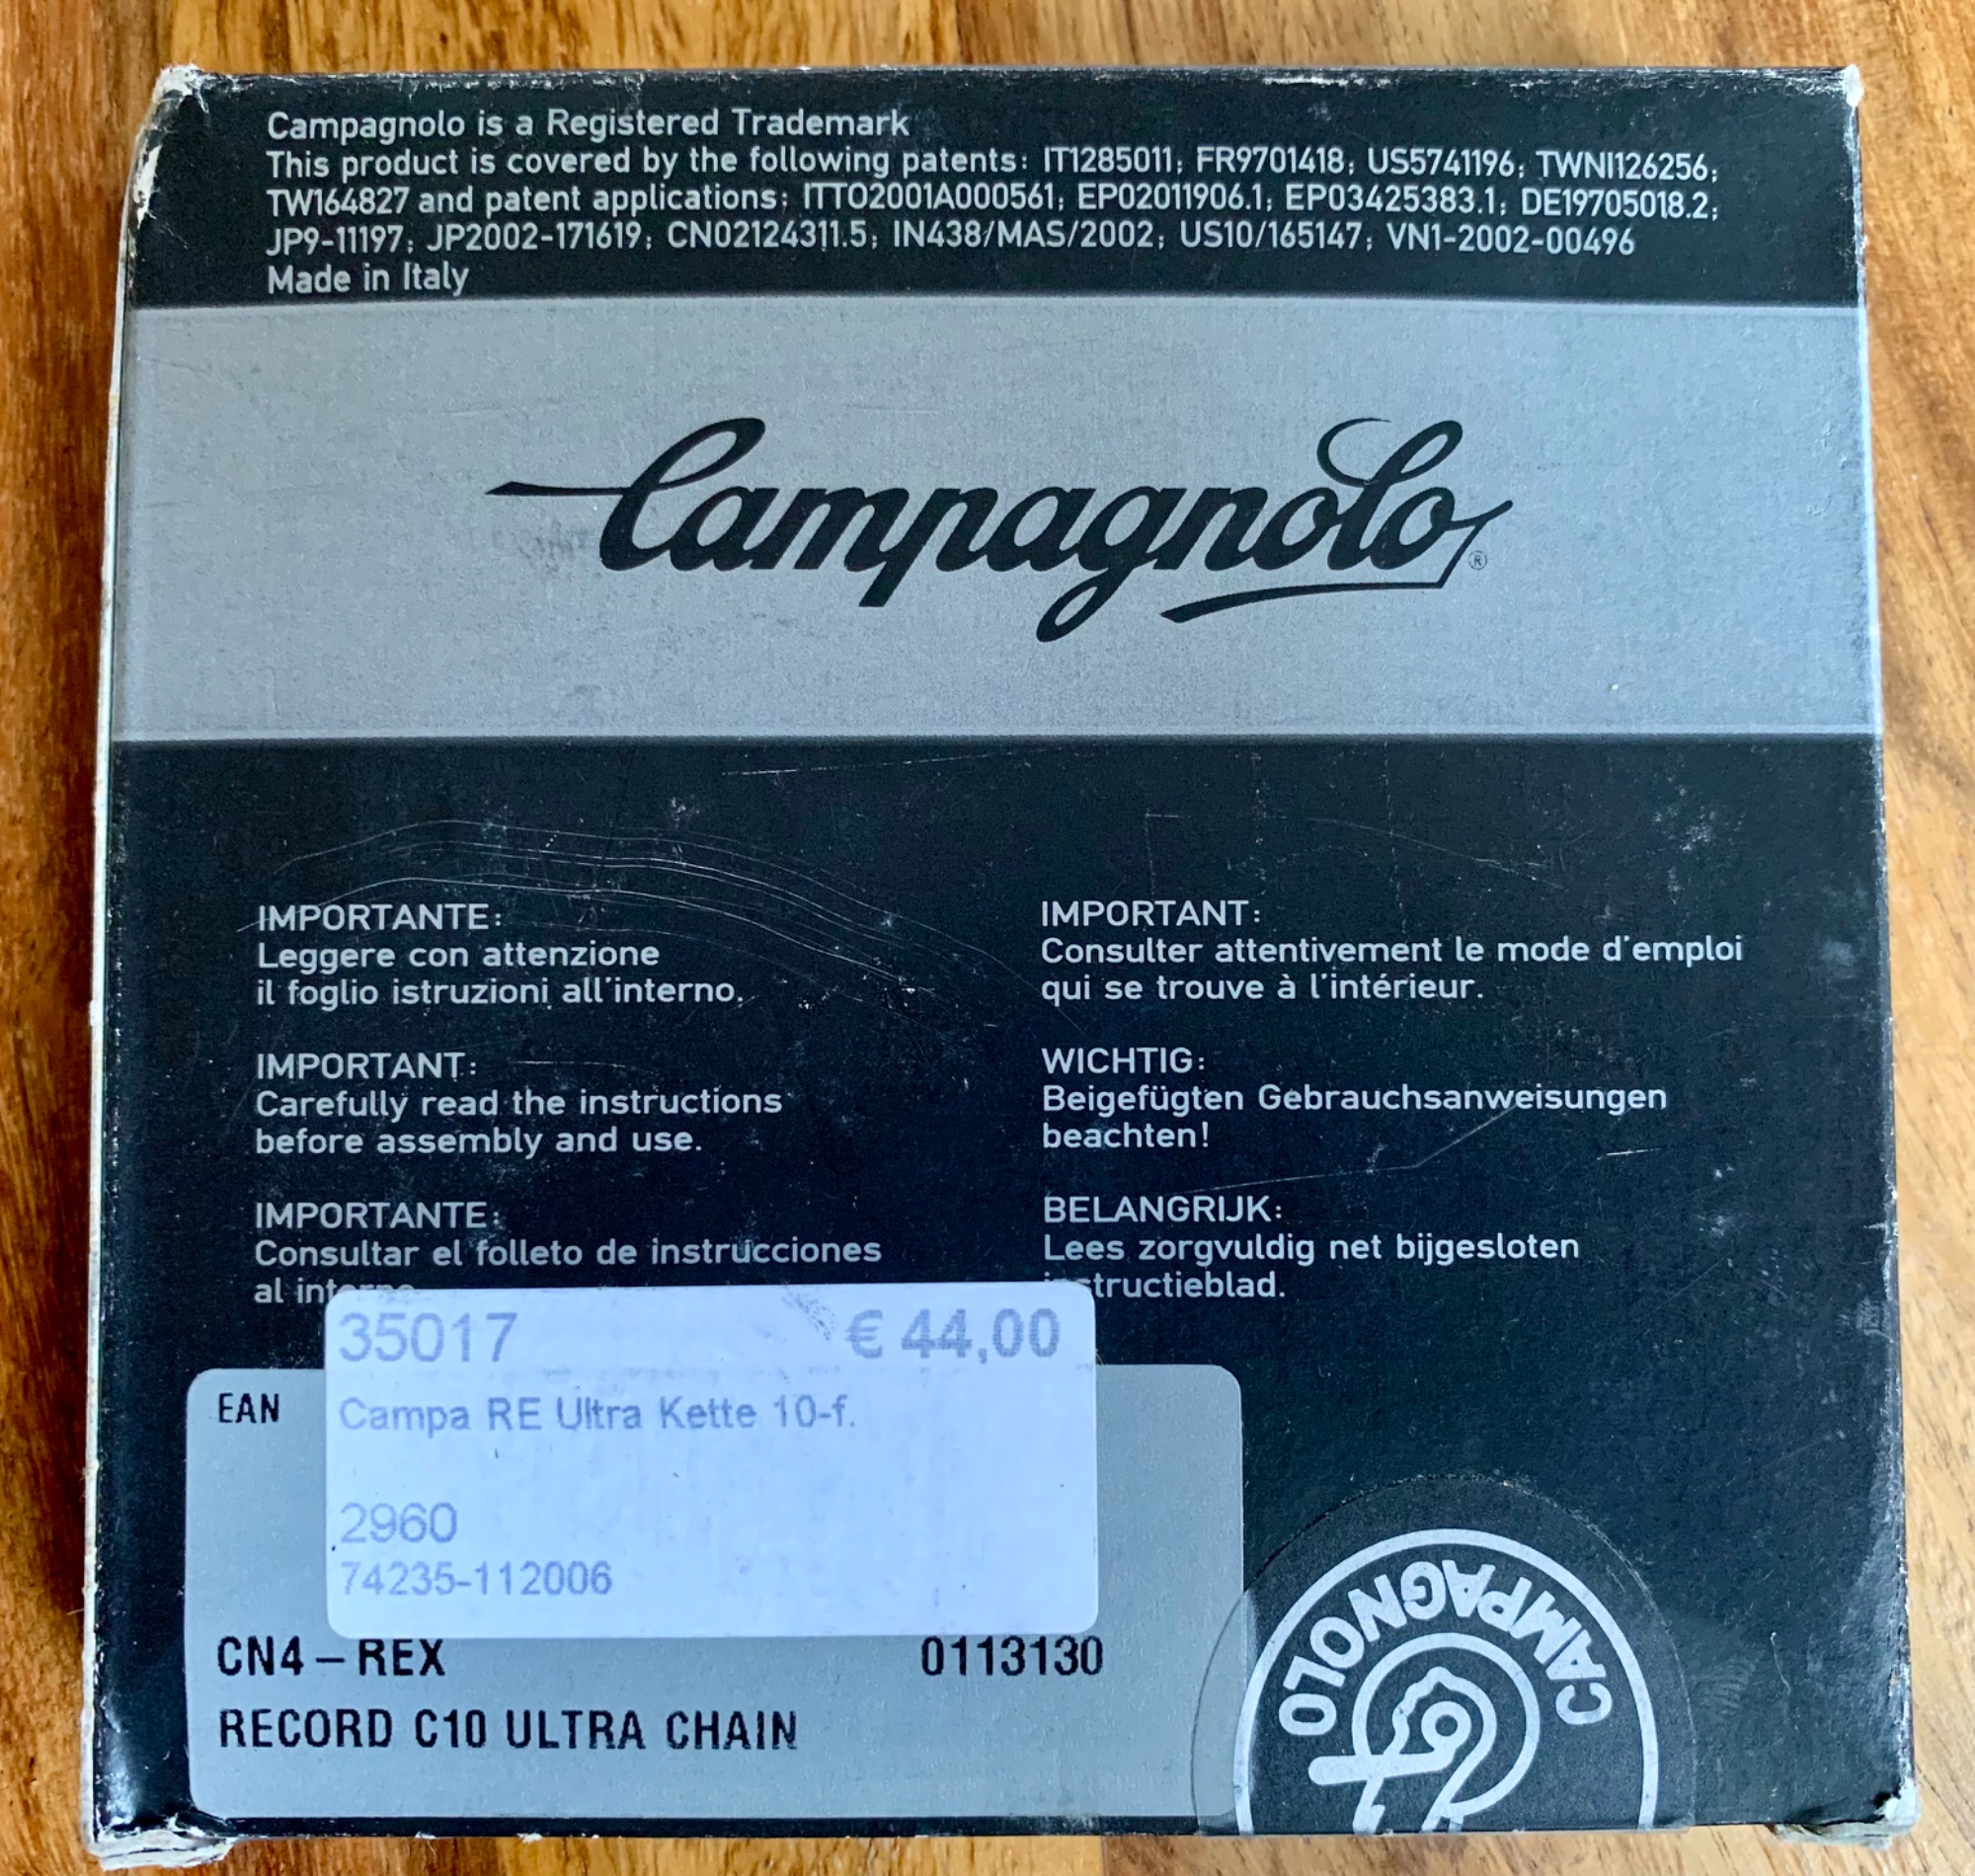 Campagnolo is a Registered Trademark
This product is covered by the following patents: IT1285011; FR9701418; US5741196; TWNI126256;
TW164827 and patent applications: ITTO2001A000561; EP02011906.1; EP03425383.1; DE19705018.2;
JP9-11197; JP2002-171619; CN02124311.5; IN438/MAS/2002; US10/165147; VN1-2002-00496
Made in Italy
Campagnolo®
IMPORTANTE:
Leggere con attenzione
il foglio istruzioni all'interno.
IMPORTANT:
Carefully read the instructions
before assembly and use.
IMPORTANTE:
Consultar el folleto de instrucciones
al interno
IMPORTANT:
Consulter attentivement le mode d'emploi
qui se trouve à l'intérieur.
WICHTIG:
Beigefügten Gebrauchsanweisungen
beachten!
BELANGRIJK:
Lees zorgvuldig net bijgesloten
instructieblad.
35017 € 44,00
EAN
Campa RE Ultra Kette 10-f.
2960
74235-112006
CN4-REX 0113130
RECORD C10 ULTRA CHAIN
CAMPAGNOLO